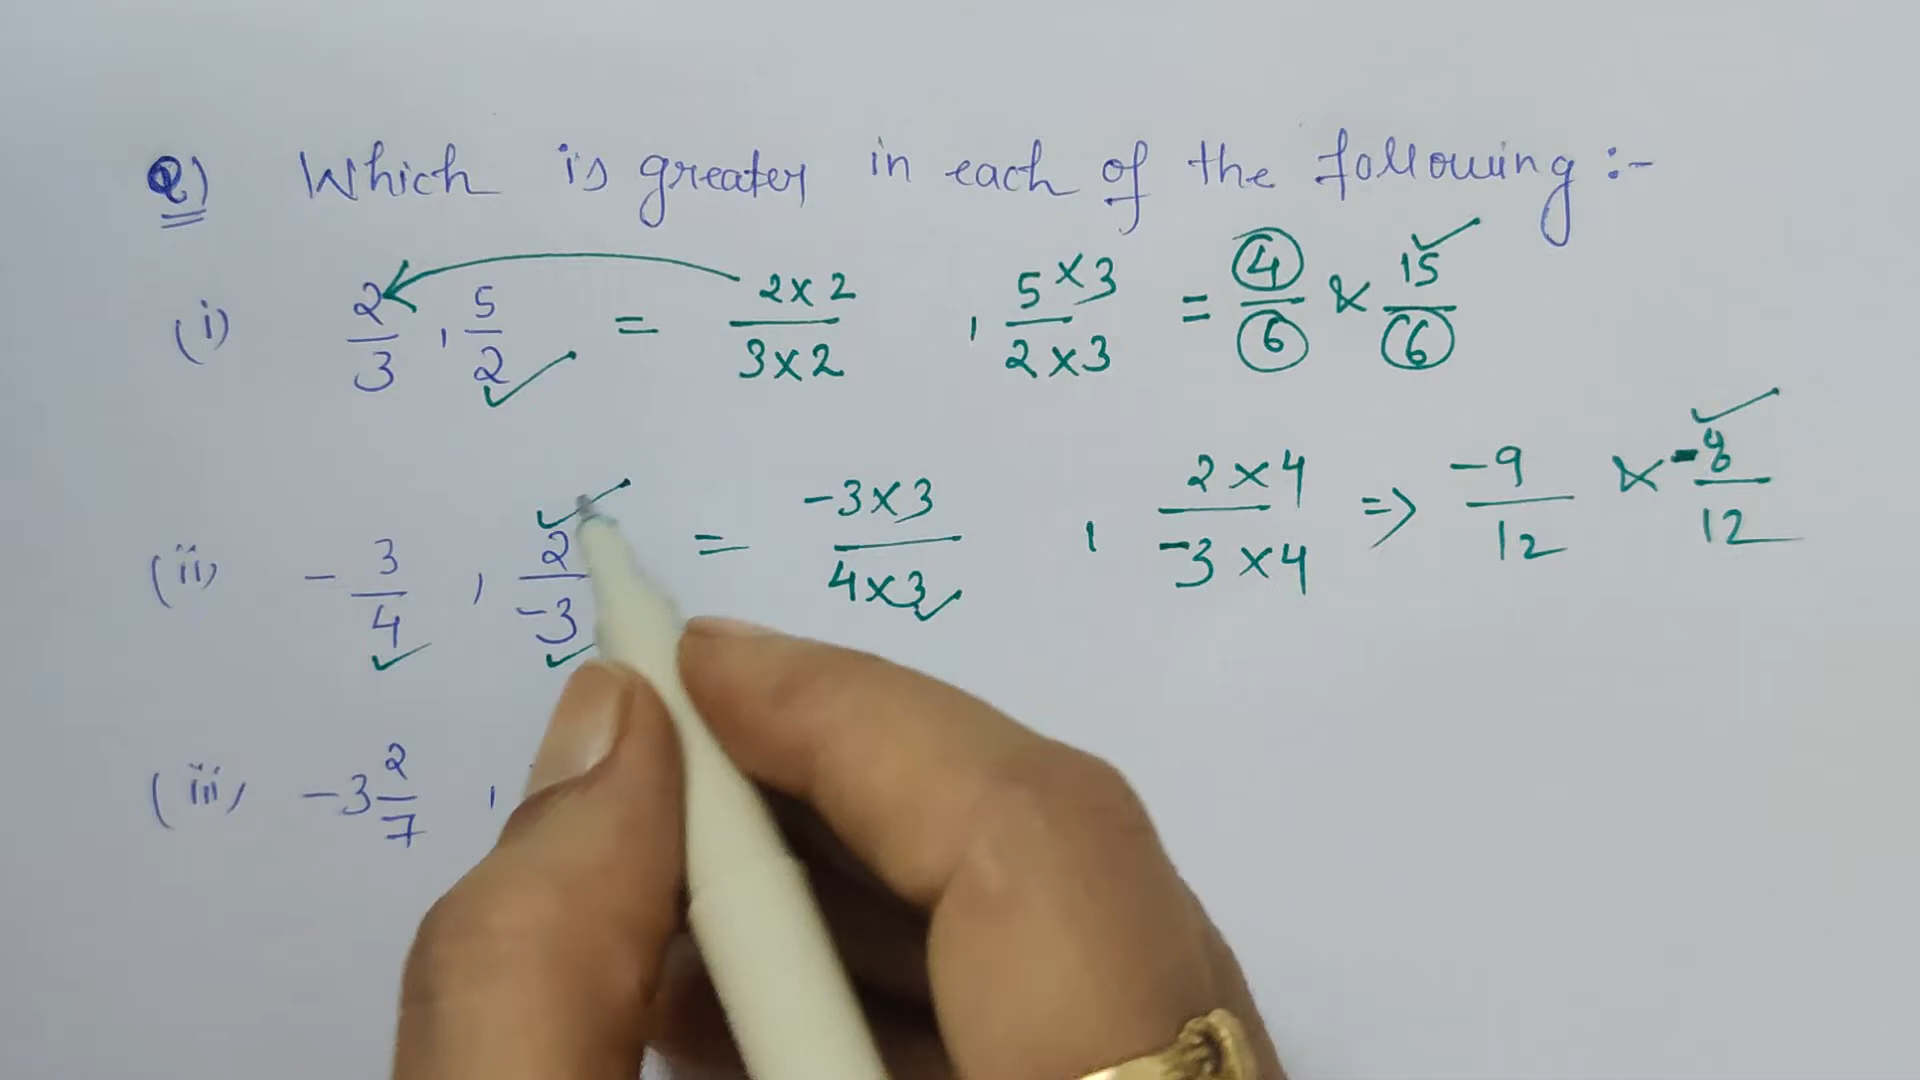 Q) Which is greater in each of the following :-
(i) 2/3 , 5/2 = 2×2/3×2 , 5×3/2×3 = 4/6 & 15/6
(ii) -3/4 , 2/-3 = -3×3/4×3 , 2×4/-3×4 => -9/12 & -8/12
(iii) -3 2/7 ,